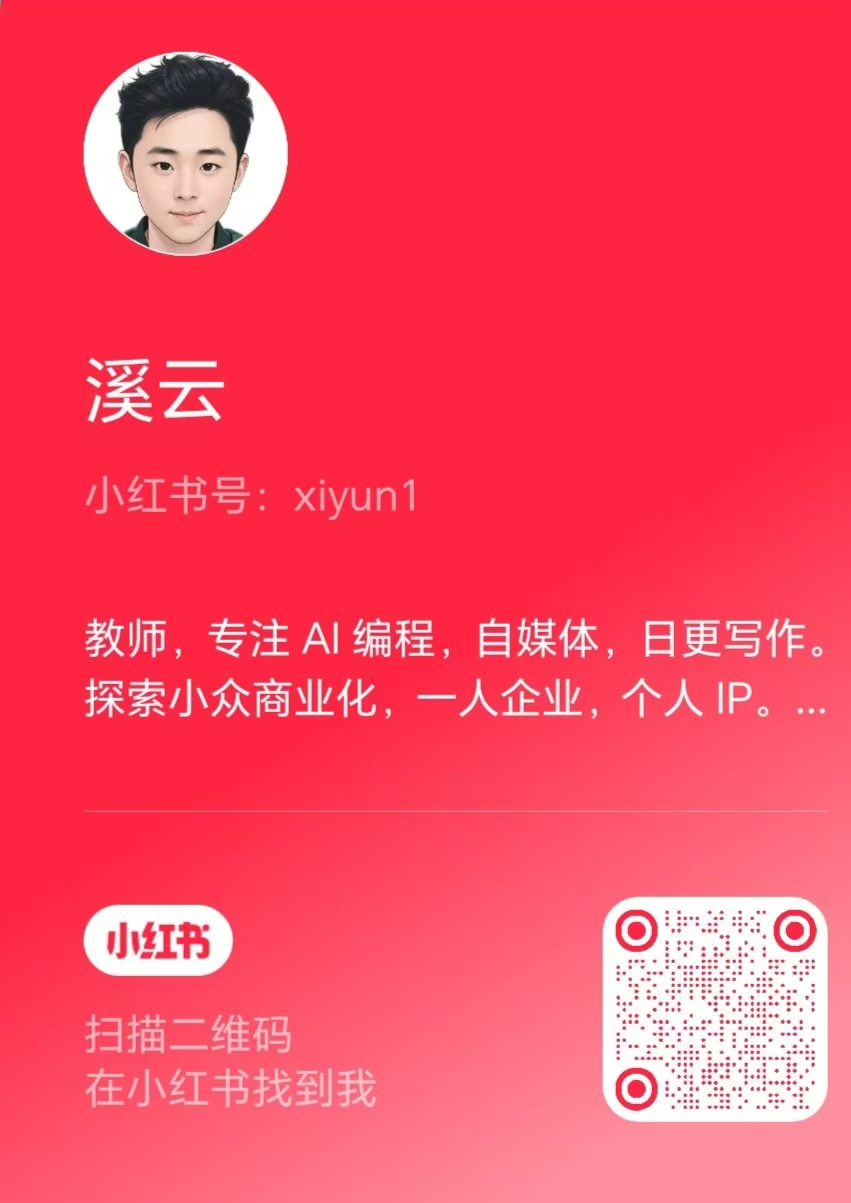 溪云
小红书号：xiyun1
教师，专注 AI 编程，自媒体，日更写作。
探索小众商业化，一人企业，个人 IP。...
小红书
扫描二维码
在小红书找到我